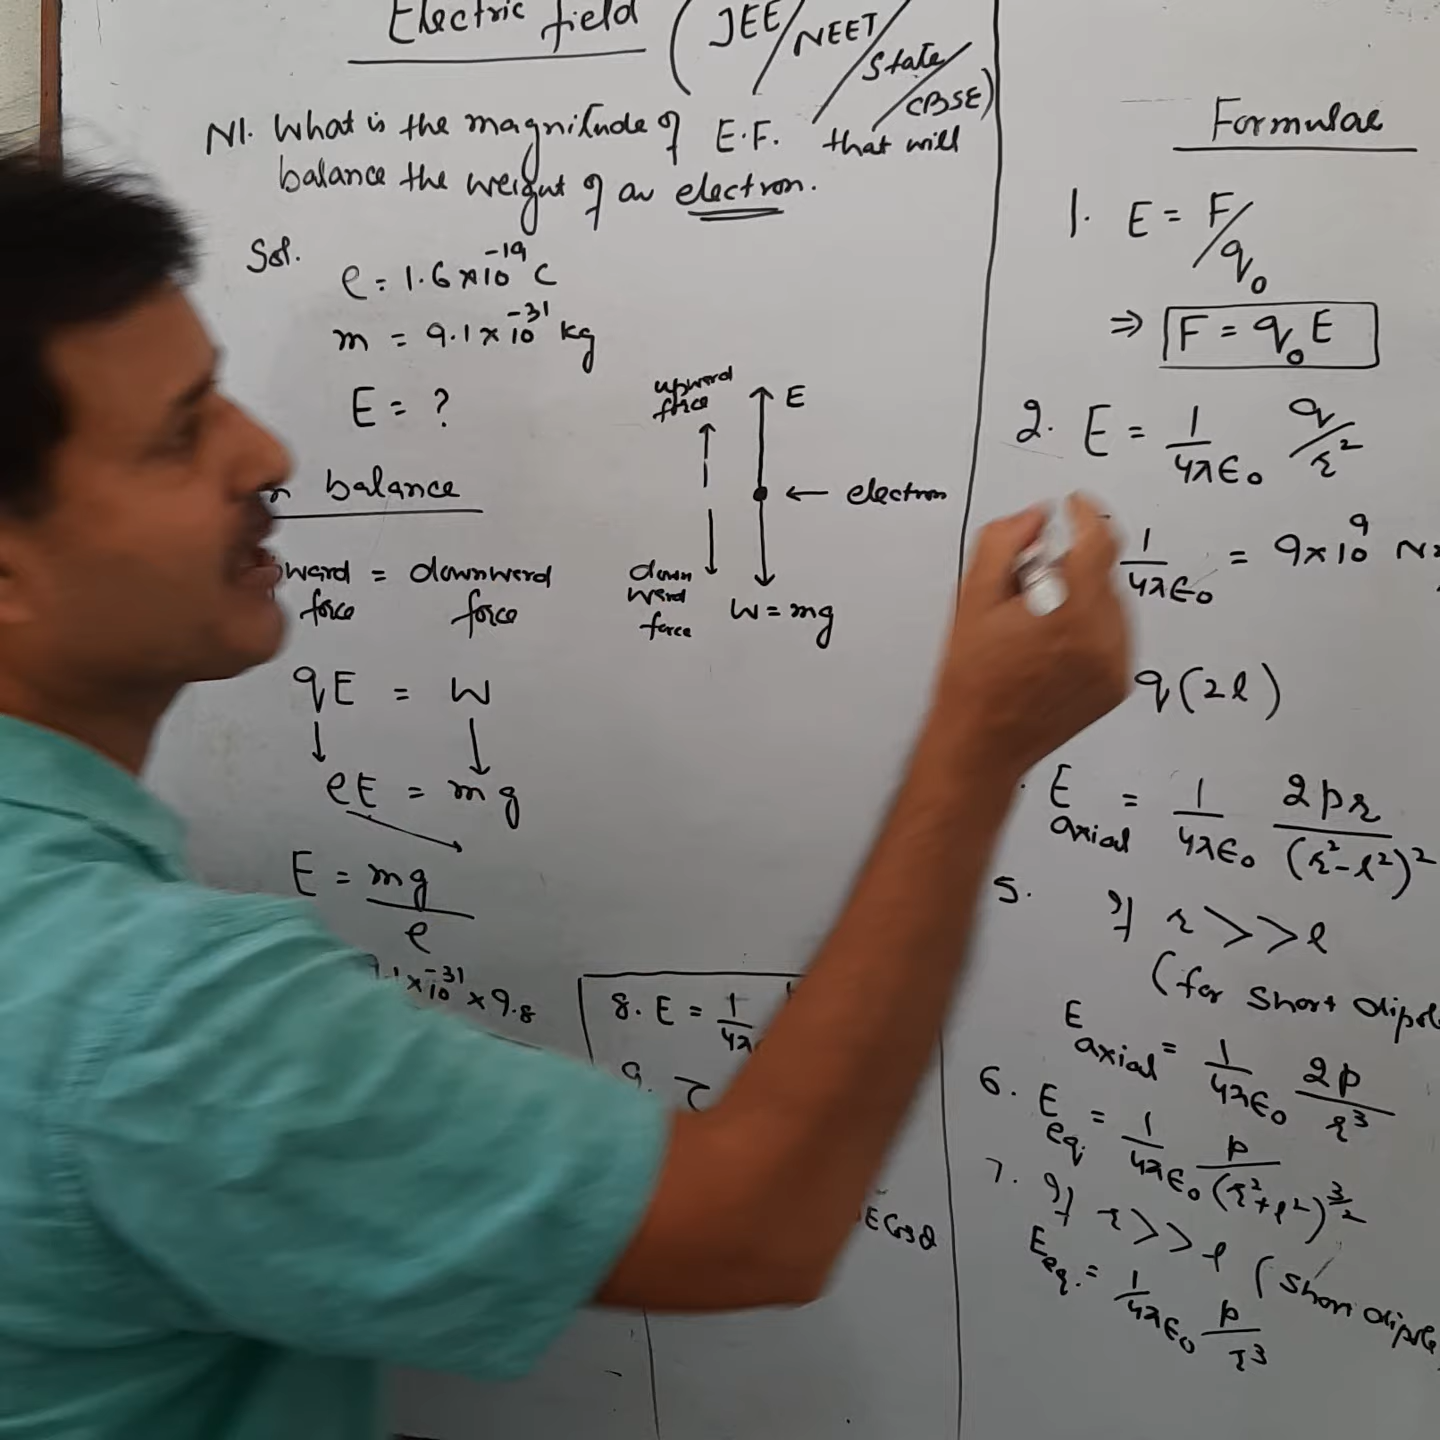 Electric field (JEE/NEET/State/CBSE)
N1. What is the magnitude of E.F. that will
balance the weight of an electron.
Sol.
e = 1.6×10⁻¹⁹ C
m = 9.1×10⁻³¹ kg
E = ?
balance
ward = downward
force force
qE = W
eE = mg
E = mg/e
×10⁻³¹ × 9.8
upward
force
E
← electron
down
ward
force
W = mg
8. E = 1/4π
9. τ
E Cosθ
Formulae
1. E = F/q₀
⇒ F = q₀E
2. E = 1/4πϵ₀ q/r²
1/4πϵ₀ = 9×10⁹ N
q(2l)
E axial = 1/4πϵ₀ 2pr/(r²-l²)²
5. If r >> l
(for short dipole
E axial = 1/4πϵ₀ 2p/r³
6. E eq. = 1/4πϵ₀ p/(r²+l²)^3/2
7. If r >> l (short dipole
E eq. = 1/4πϵ₀ p/r³